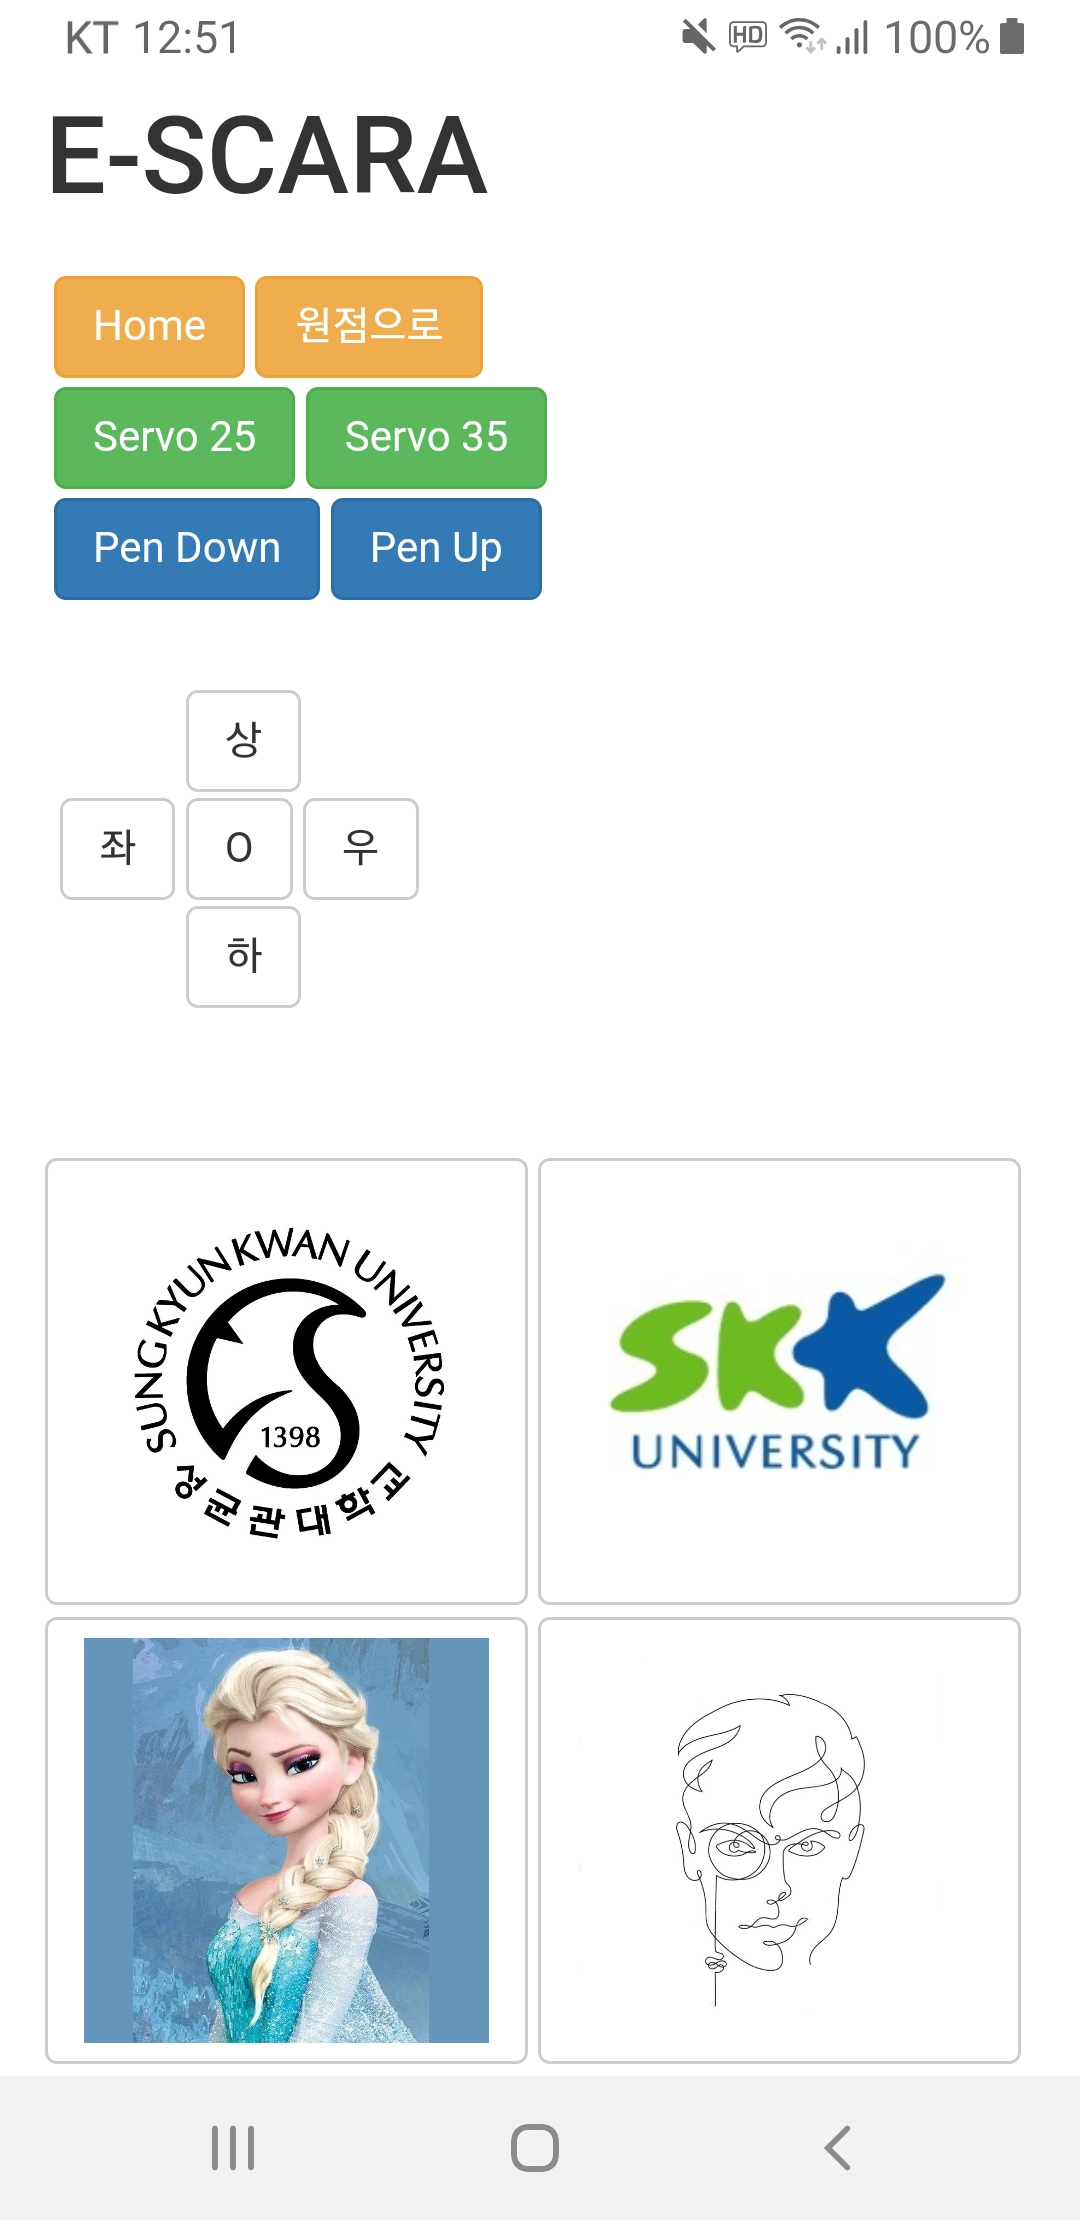 KT 12:51 HD 100%
E-SCARA
Home 원점으로
Servo 25 Servo 35
Pen Down Pen Up
상
좌 O 우
하
SUNGKYUNKWAN UNIVERSITY
1398
성균관대학교
SKK
UNIVERSITY